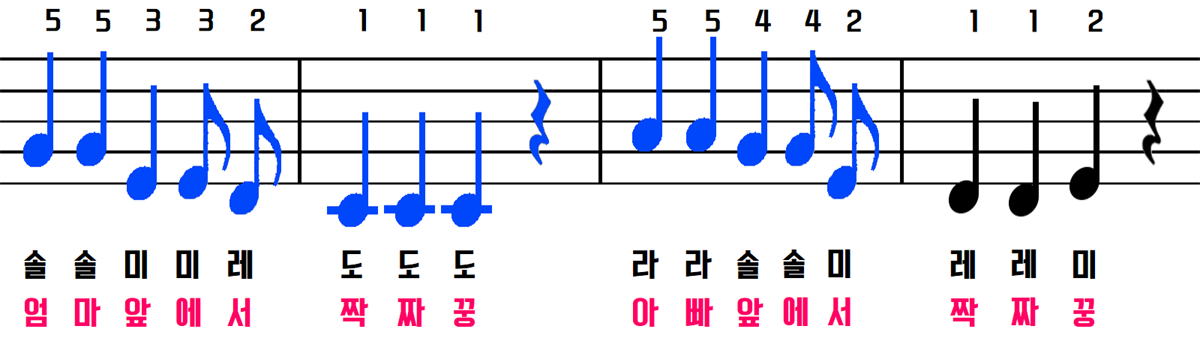 5 5 3 3 2 1 1 1 5 5 4 4 2 1 1 2
솔 솔 미 미 레 도 도 도 라 라 솔 솔 미 레 레 미
엄 마 앞 에 서 짝 짜 꿍 아 빠 앞 에 서 짝 짜 꿍